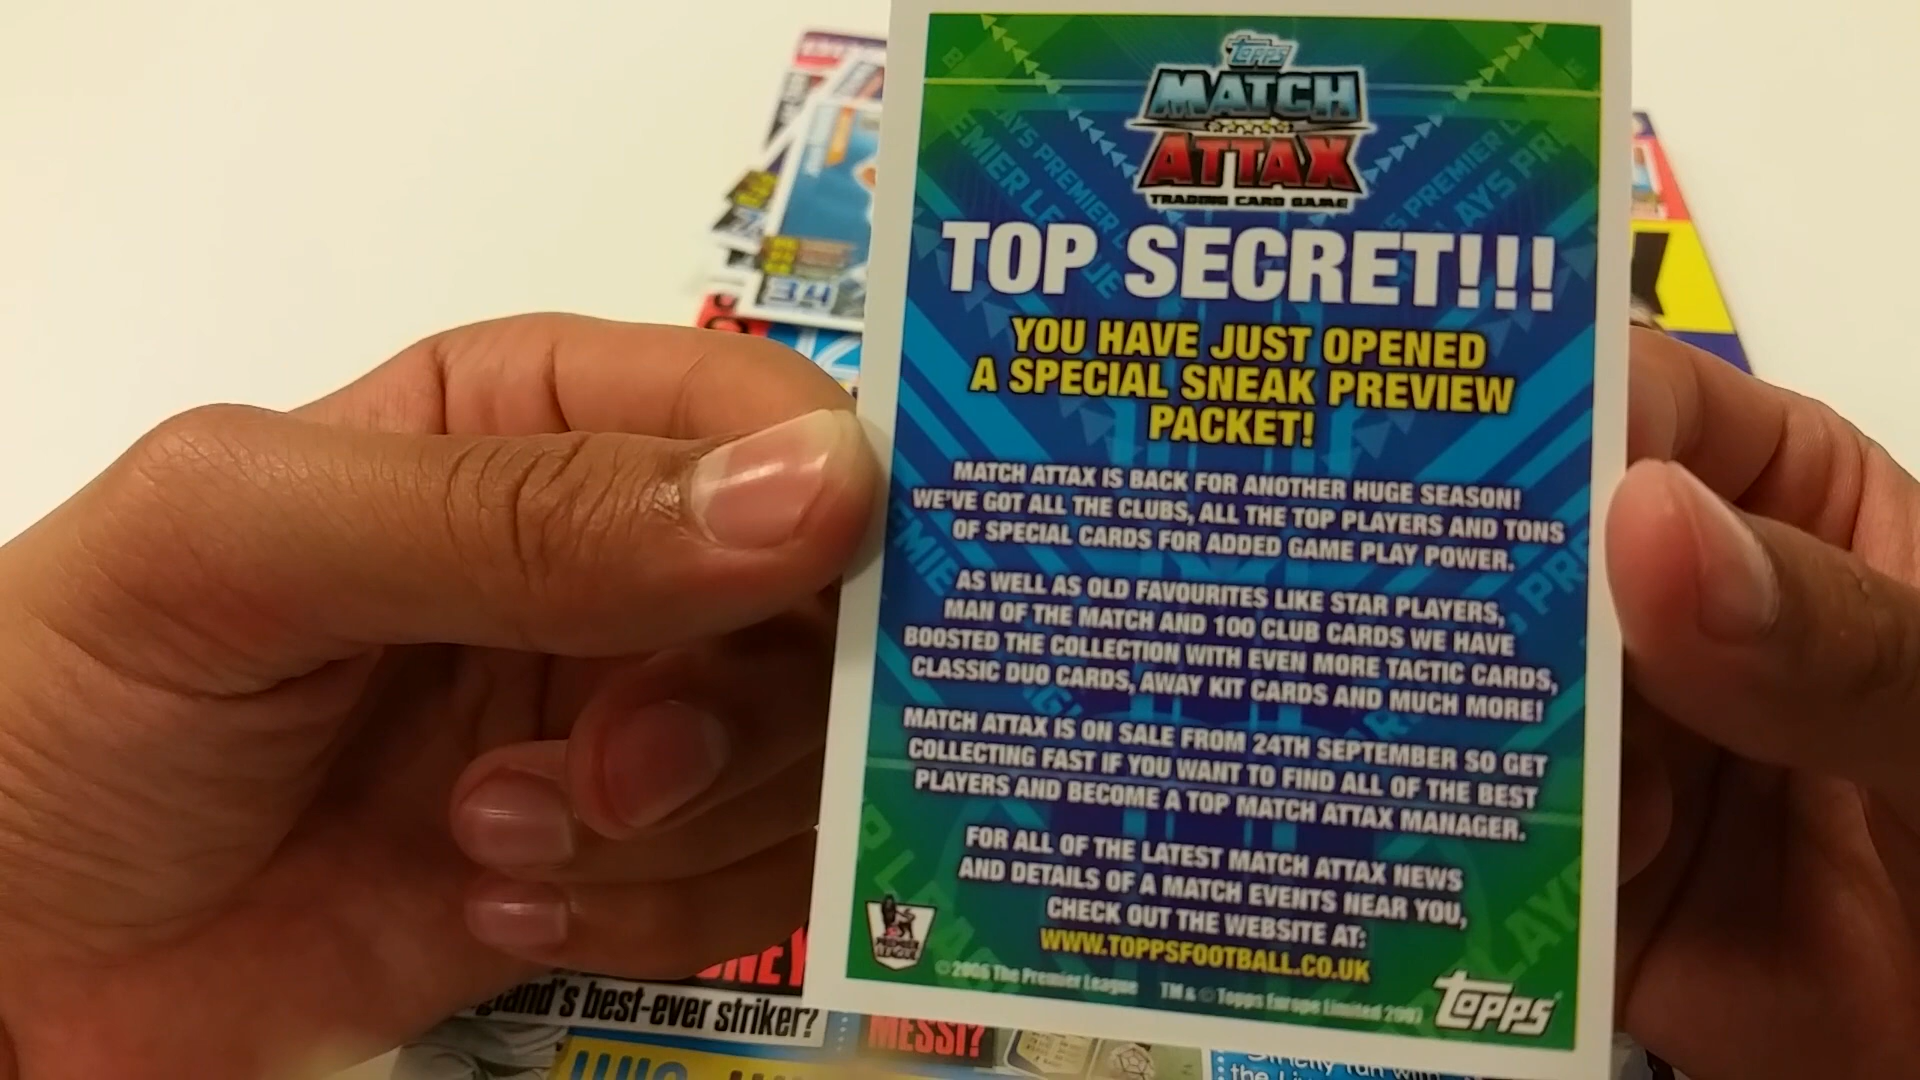 TOPPS
MATCH
ATTAX
TRADING CARD GAME
TOP SECRET!!!
YOU HAVE JUST OPENED
A SPECIAL SNEAK PREVIEW
PACKET!
MATCH ATTAX IS BACK FOR ANOTHER HUGE SEASON!
WE'VE GOT ALL THE CLUBS, ALL THE TOP PLAYERS AND TONS
OF SPECIAL CARDS FOR ADDED GAME PLAY POWER.
AS WELL AS OLD FAVOURITES LIKE STAR PLAYERS,
MAN OF THE MATCH AND 100 CLUB CARDS WE HAVE
BOOSTED THE COLLECTION WITH EVEN MORE TACTIC CARDS,
CLASSIC DUO CARDS, AWAY KIT CARDS AND MUCH MORE!
MATCH ATTAX IS ON SALE FROM 24TH SEPTEMBER SO GET
COLLECTING FAST IF YOU WANT TO FIND ALL OF THE BEST
PLAYERS AND BECOME A TOP MATCH ATTAX MANAGER.
FOR ALL OF THE LATEST MATCH ATTAX NEWS
AND DETAILS OF A MATCH EVENTS NEAR YOU,
CHECK OUT THE WEBSITE AT:
WWW.TOPPSFOOTBALL.CO.UK
PREMIER
LEAGUE
The Premier League TM & © Topps Europe Limited
topps
34
best-ever striker?
MESSI?